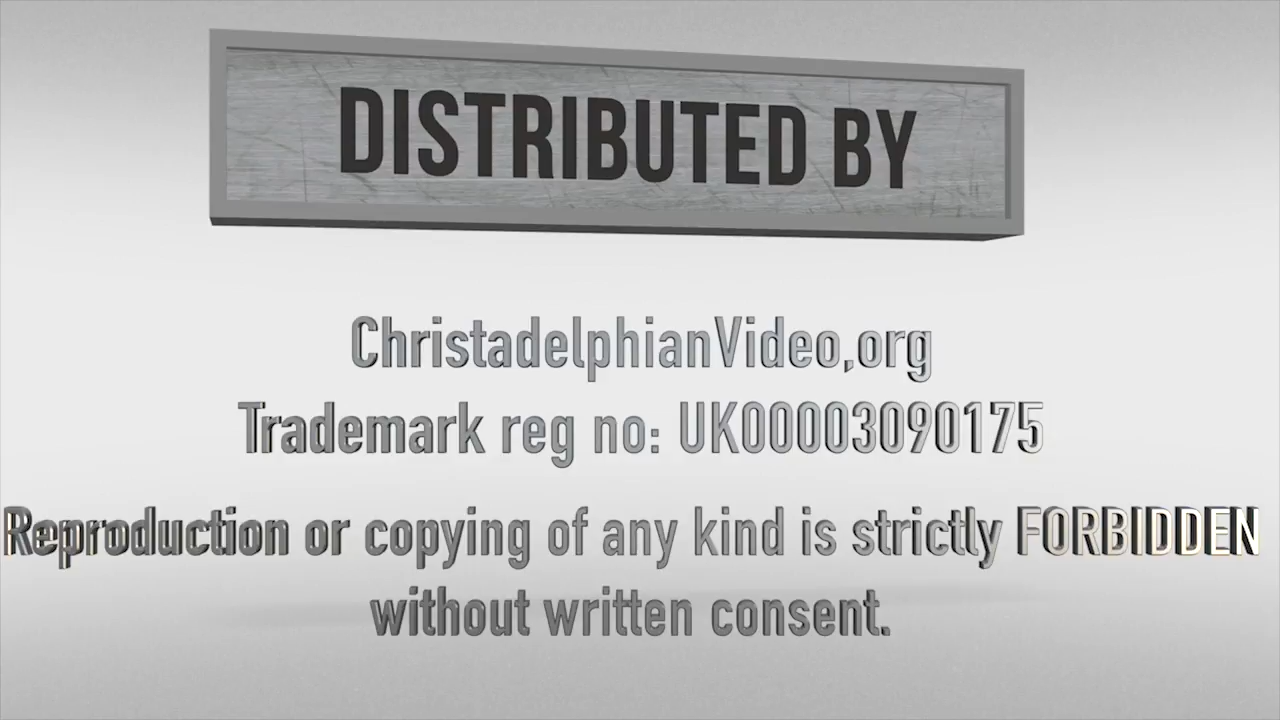 DISTRIBUTED BY
ChristadelphianVideo,org
Trademark reg no: UK00003090175
Reproduction or copying of any kind is strictly FORBIDDEN
without written consent.